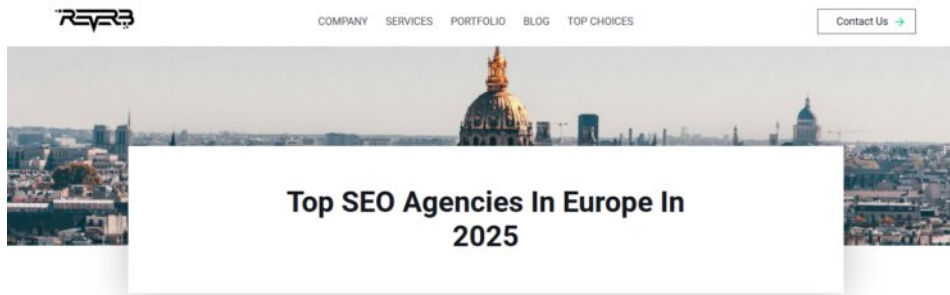 REVERB
COMPANY SERVICES PORTFOLIO BLOG TOP CHOICES
Contact Us →
Top SEO Agencies In Europe In
2025